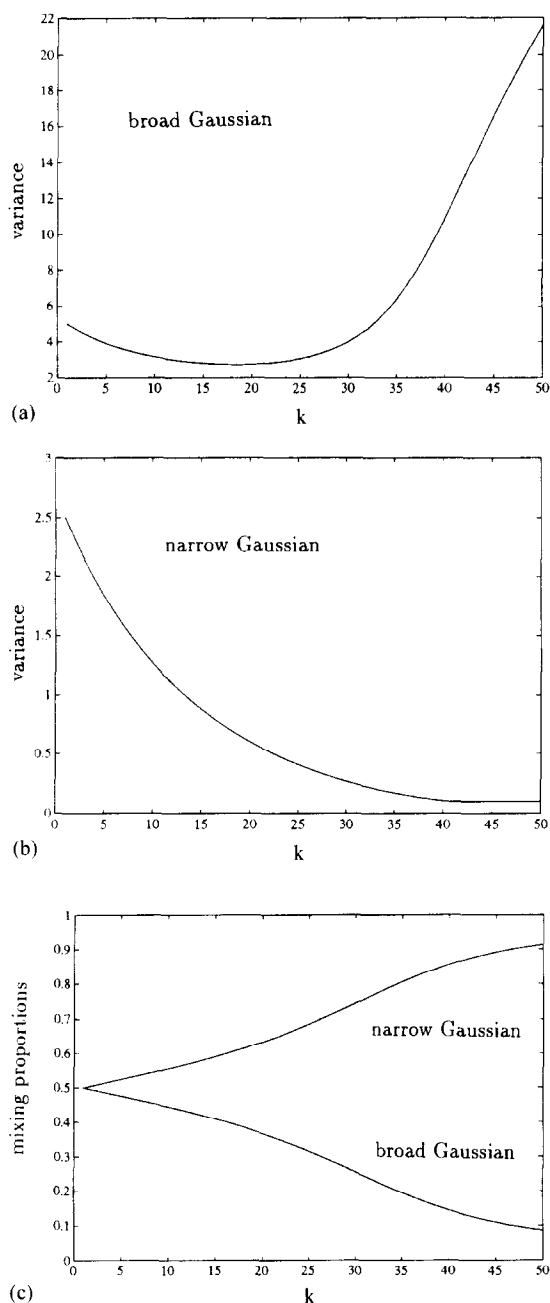 22
20
18
16
14
12
10
8
6
4
2
variance
broad Gaussian
0 5 10 15 20 25 30 35 40 45 50
(a)
k
3
2.5
2
1.5
1
0.5
0
variance
narrow Gaussian
0 5 10 15 20 25 30 35 40 45 50
(b)
k
1
0.9
0.8
0.7
0.6
0.5
0.4
0.3
0.2
0.1
0
mixing proportions
narrow Gaussian
broad Gaussian
0 5 10 15 20 25 30 35 40 45 50
(c)
k